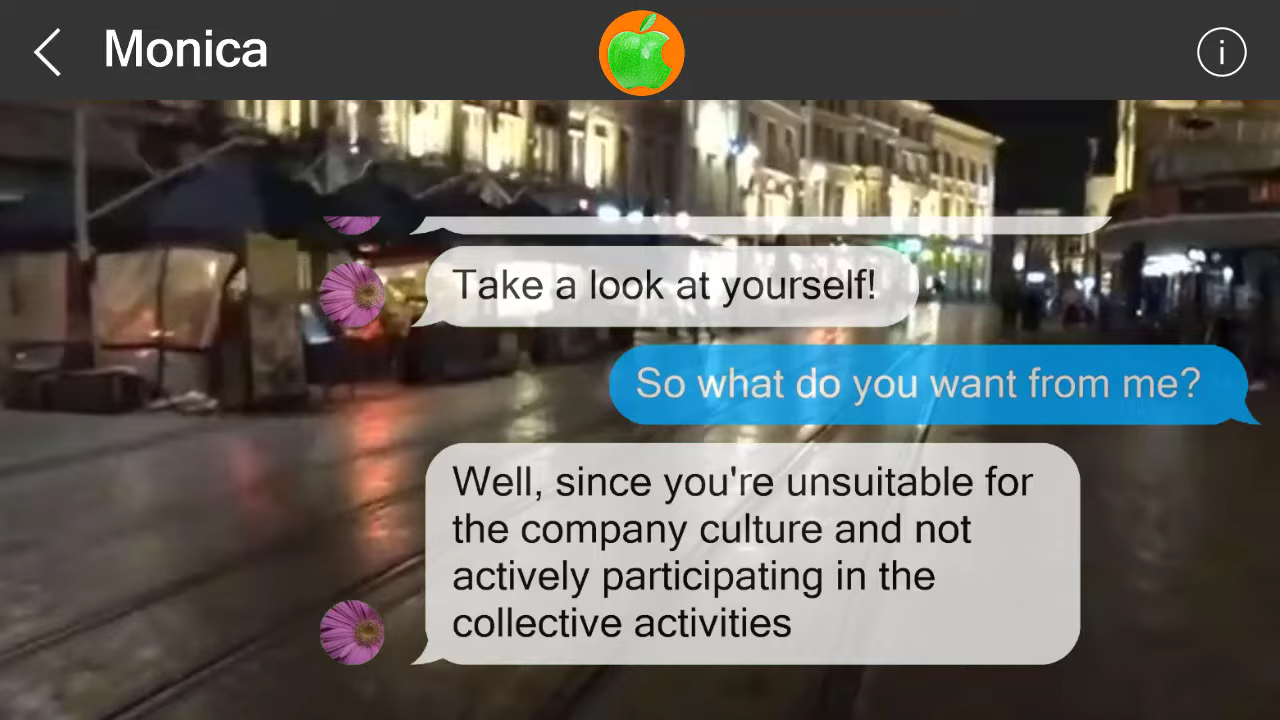 Monica
i
Take a look at yourself!
So what do you want from me?
Well, since you're unsuitable for
the company culture and not
actively participating in the
collective activities